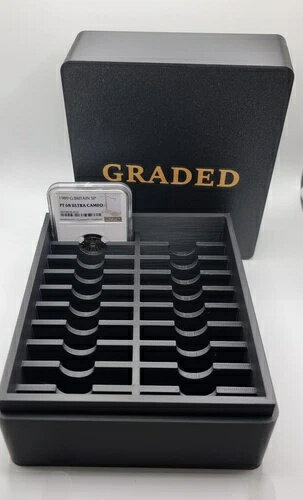 GRADED
1989 G.BRITAIN 5P
PF 68 ULTRA CAMEO